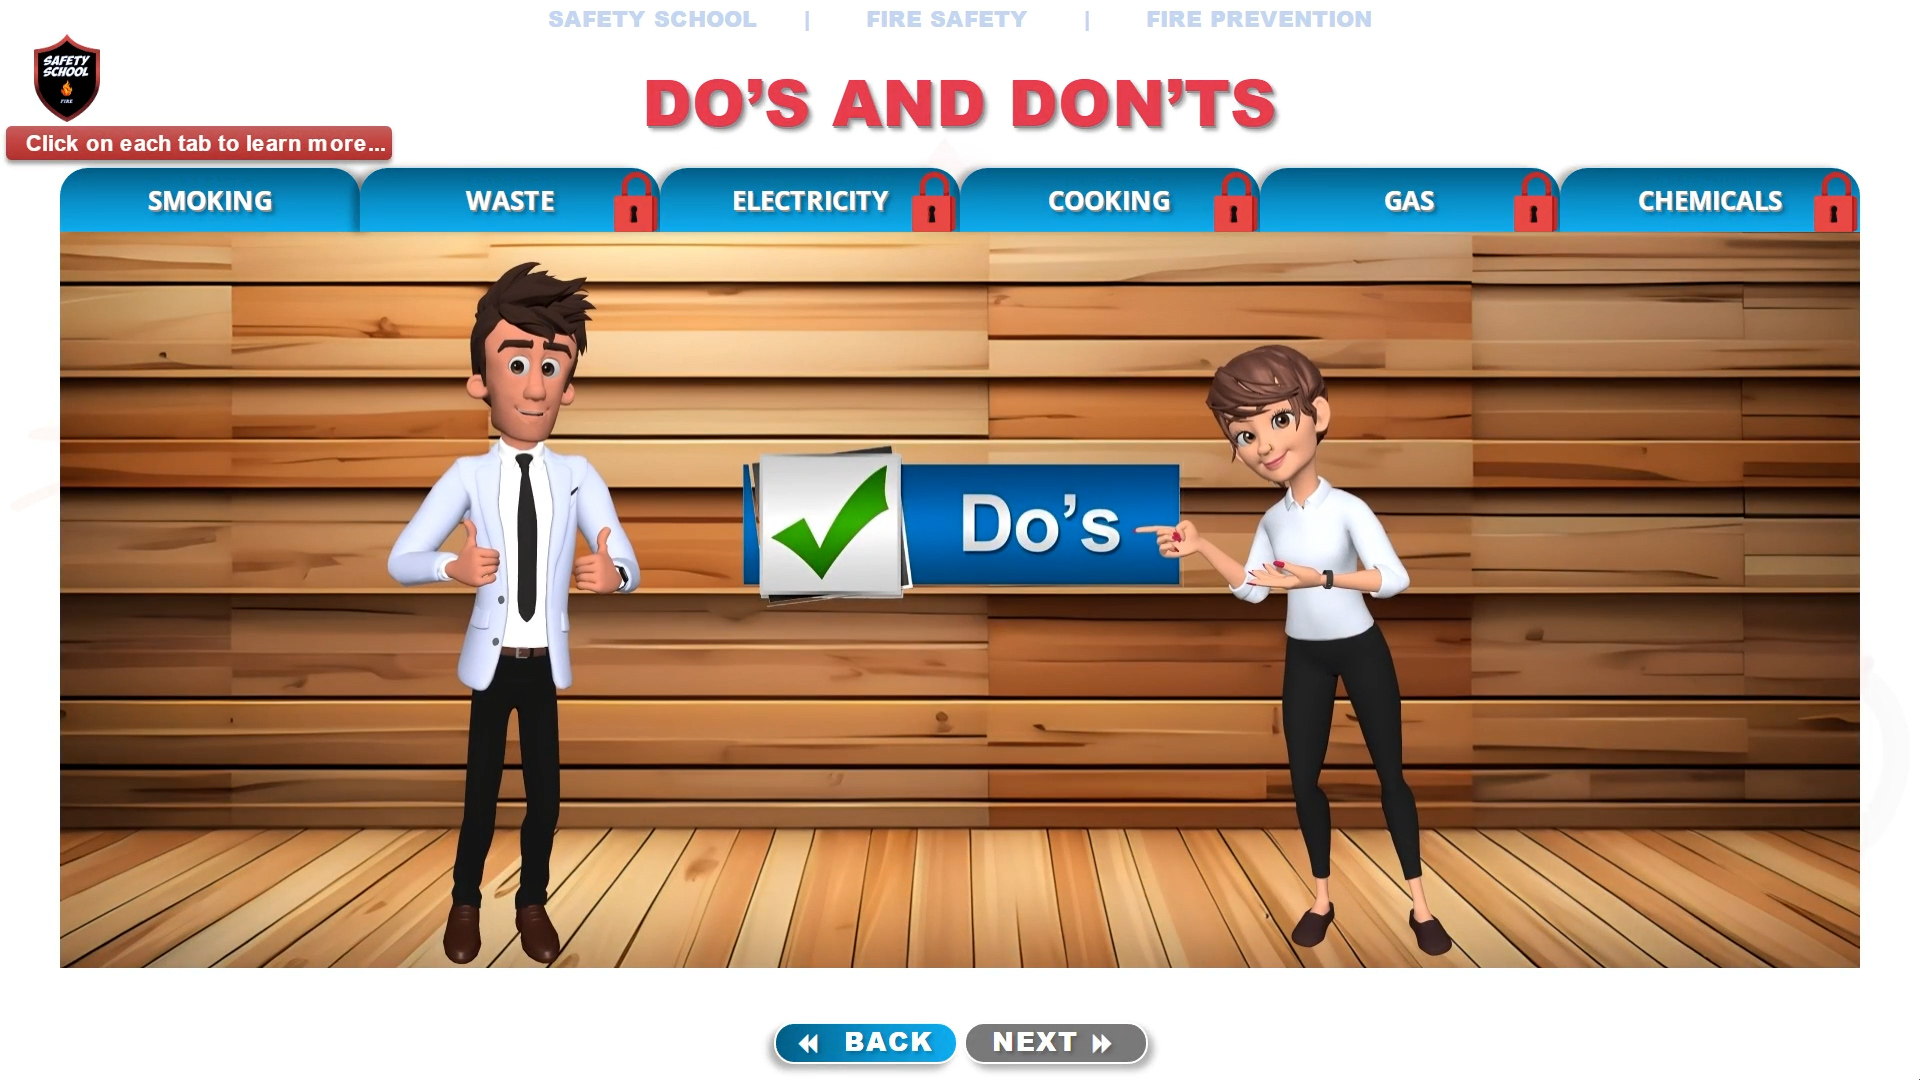 SAFETY SCHOOL | FIRE SAFETY | FIRE PREVENTION
SAFETY
SCHOOL
FIRE
DO’S AND DON’TS
Click on each tab to learn more...
SMOKING WASTE ELECTRICITY COOKING GAS CHEMICALS
Do’s
BACK NEXT